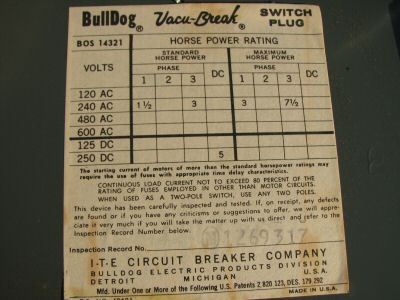 BullDog Vacu-Break SWITCH PLUG
BOS 14321 HORSE POWER RATING
VOLTS STANDARD HORSE POWER MAXIMUM HORSE POWER
PHASE DC PHASE DC
1 2 3 1 2 3
120 AC
240 AC 1½ 3 3 7½
480 AC
600 AC
125 DC
250 DC 5
The starting current of motors of more than the standard horsepower ratings may
require the use of fuses with appropriate time delay characteristics.
CONTINUOUS LOAD CURRENT NOT TO EXCEED 80 PERCENT OF THE
RATING OF FUSES EMPLOYED IN OTHER THAN MOTOR CIRCUITS.
WHEN USED AS A TWO-POLE SWITCH, USE ANY TWO POLES.
This device has been carefully inspected and tested. If, on receipt, any defects
are found or if you have any criticisms or suggestions to offer, we will appre-
ciate it very much if you will take the matter up with us direct and refer to the
Inspection Record Number below.
Inspection Record No.
I-T-E CIRCUIT BREAKER COMPANY
BULLDOG ELECTRIC PRODUCTS DIVISION
DETROIT MICHIGAN U.S.A.
Mfd. Under One or More of the Following U.S. Patents 2 820 123, DES. 179 292
MADE IN U.S.A.